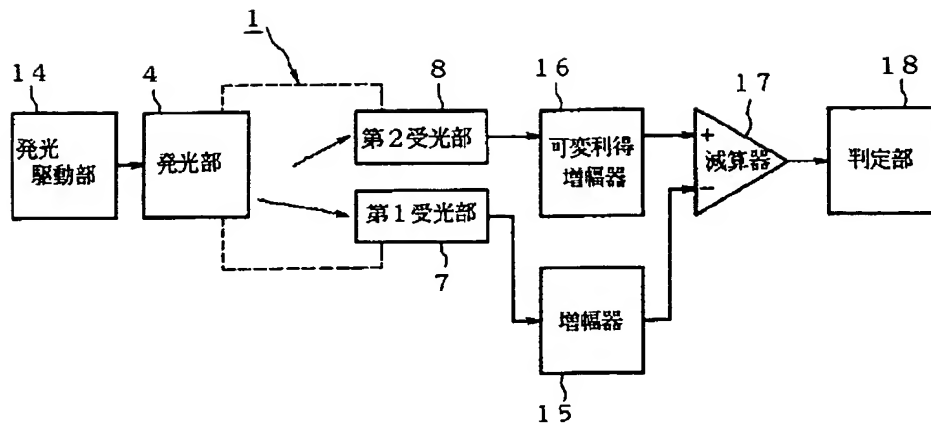 1
14
4
8
16
17
18
発光
駆動部
発光部
第2受光部
可変利得
増幅器
+
減算器
−
判定部
第1受光部
7
増幅器
15